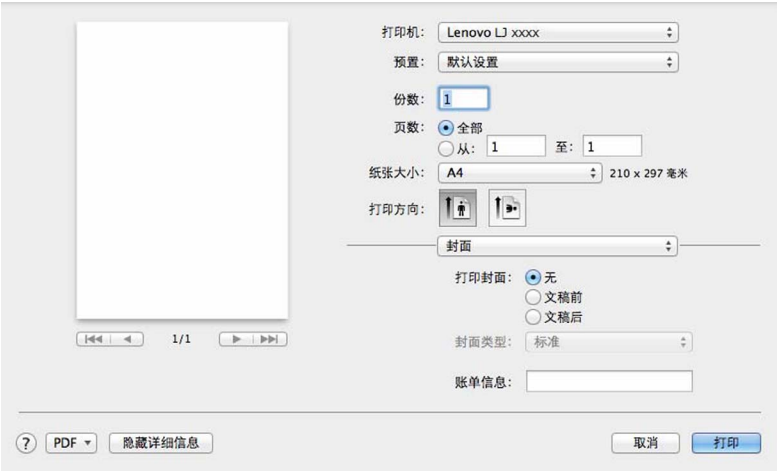 打印机： Lenovo LJ xxxx
预置： 默认设置
份数： 1
页数： 全部
从： 1 至： 1
纸张大小： A4 210 x 297 毫米
打印方向：
封面
打印封面： 无
文稿前
文稿后
封面类型： 标准
账单信息：
1/1
? PDF 隐藏详细信息 取消 打印